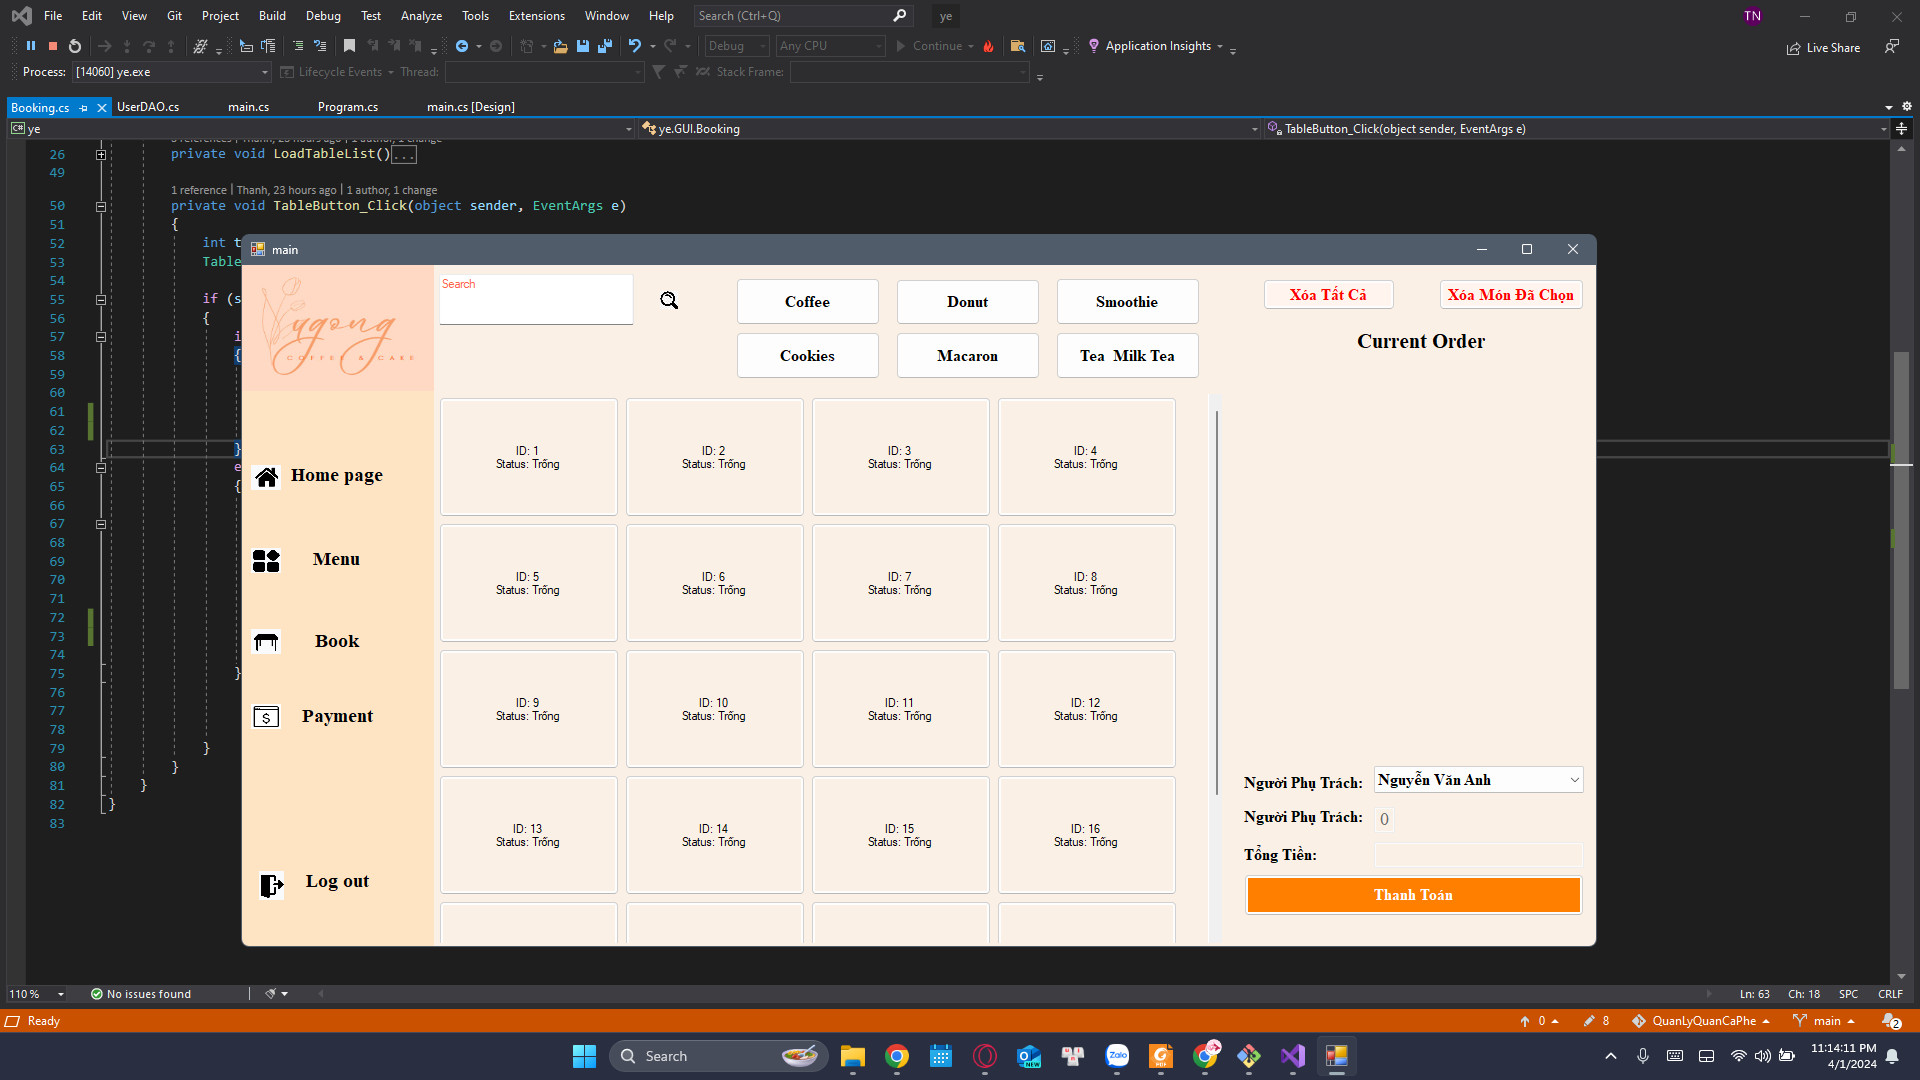 File Edit View Git Project Build Debug Test Analyze Tools Extensions Window Help Search (Ctrl+Q) ye TN
Debug Any CPU Continue Application Insights Live Share
Process: [14060] ye.exe Lifecycle Events Thread: Stack Frame:
Booking.cs UserDAO.cs main.cs Program.cs main.cs [Design]
C# ye ye.GUI.Booking TableButton_Click(object sender, EventArgs e)
26 private void LoadTableList()...
49
1 reference | Thanh, 23 hours ago | 1 author, 1 change
50 private void TableButton_Click(object sender, EventArgs e)
51 {
52 int t
53 Table
54
55 if (s
56 {
57 i
58 {
59
60
61
62
63 }
64 e
65 {
66
67
68
69
70
71
72
73
74
75 }
76
77
78
79 }
80 }
81 }
82 }
83
main
ugong
COFFEE & CAKE
Home page
Menu
Book
Payment
Log out
Search
Coffee Donut Smoothie
Cookies Macaron Tea Milk Tea
Xóa Tất Cả Xóa Món Đã Chọn
Current Order
ID: 1 ID: 2 ID: 3 ID: 4
Status: Trống Status: Trống Status: Trống Status: Trống
ID: 5 ID: 6 ID: 7 ID: 8
Status: Trống Status: Trống Status: Trống Status: Trống
ID: 9 ID: 10 ID: 11 ID: 12
Status: Trống Status: Trống Status: Trống Status: Trống
ID: 13 ID: 14 ID: 15 ID: 16
Status: Trống Status: Trống Status: Trống Status: Trống
Người Phụ Trách: Nguyễn Văn Anh
Người Phụ Trách: 0
Tổng Tiền:
Thanh Toán
110 % No issues found Ln: 63 Ch: 18 SPC CRLF
Ready 0 8 QuanLyQuanCaPhe main 2
Search Zalo NEW PDF
11:14:11 PM
4/1/2024